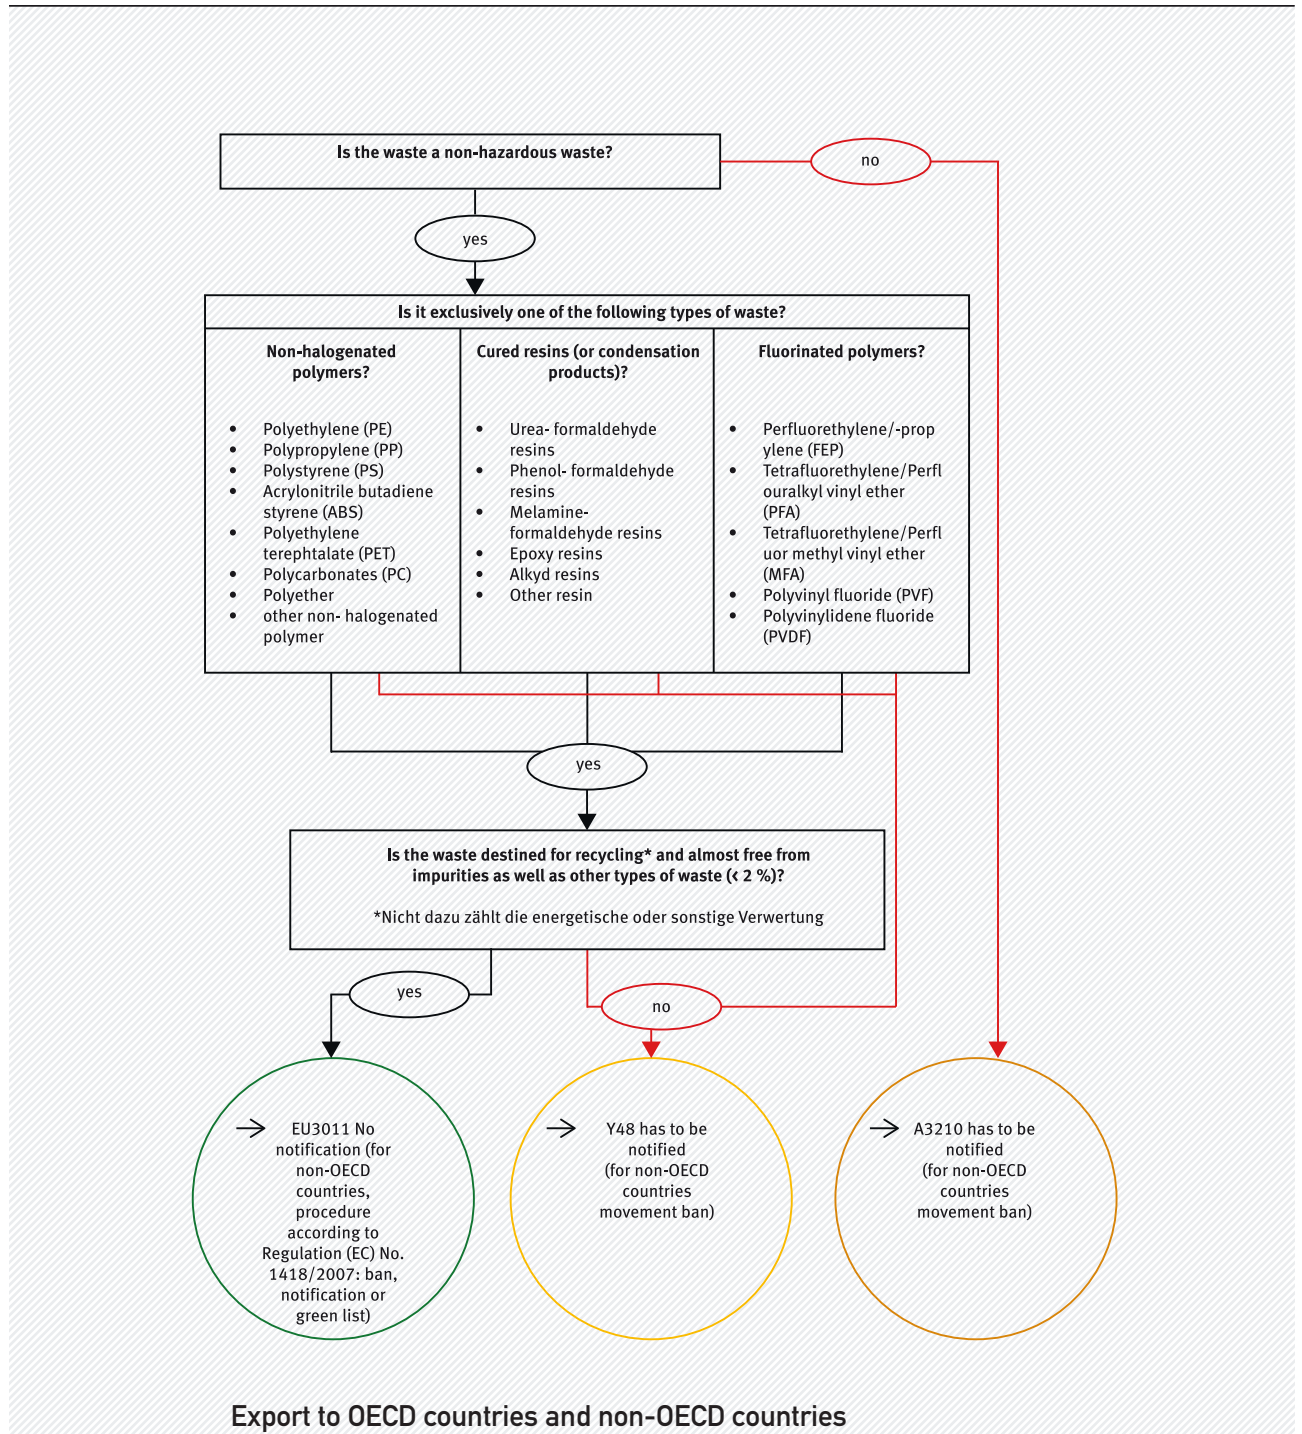 Is the waste a non-hazardous waste?
no
yes
Is it exclusively one of the following types of waste?
Non-halogenated
polymers?
• Polyethylene (PE)
• Polypropylene (PP)
• Polystyrene (PS)
• Acrylonitrile butadiene
styrene (ABS)
• Polyethylene
terephtalate (PET)
• Polycarbonates (PC)
• Polyether
• other non- halogenated
polymer
Cured resins (or condensation
products)?
• Urea- formaldehyde
resins
• Phenol- formaldehyde
resins
• Melamine-
formaldehyde resins
• Epoxy resins
• Alkyd resins
• Other resin
Fluorinated polymers?
• Perfluorethylene/-prop
ylene (FEP)
• Tetrafluorethylene/Perfl
ouralkyl vinyl ether
(PFA)
• Tetrafluorethylene/Perfl
uor methyl vinyl ether
(MFA)
• Polyvinyl fluoride (PVF)
• Polyvinylidene fluoride
(PVDF)
yes
Is the waste destined for recycling* and almost free from
impurities as well as other types of waste (< 2 %)?
*Nicht dazu zählt die energetische oder sonstige Verwertung
yes
no
→ EU3011 No
notification (for
non-OECD
countries,
procedure
according to
Regulation (EC) No.
1418/2007: ban,
notification or
green list)
→ Y48 has to be
notified
(for non-OECD
countries
movement ban)
→ A3210 has to be
notified
(for non-OECD
countries
movement ban)
Export to OECD countries and non-OECD countries